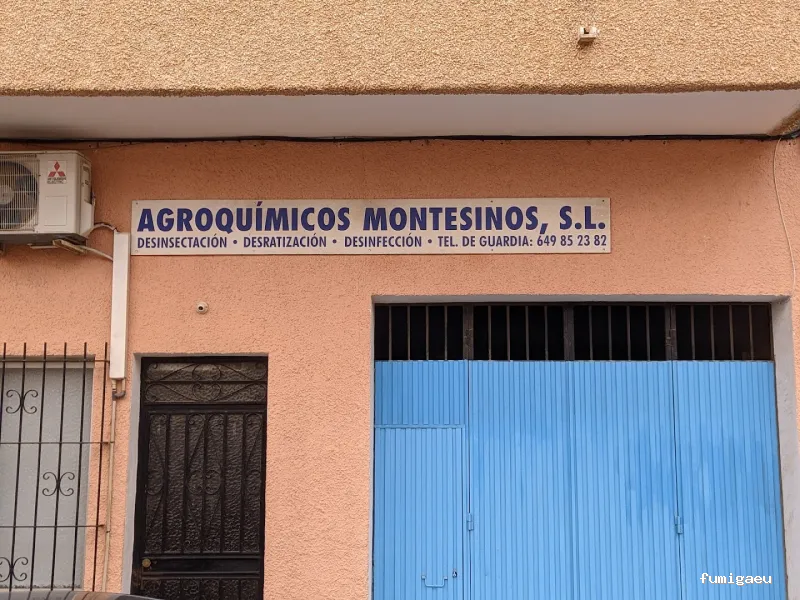 AGROQUÍMICOS MONTESINOS, S.L.
DESINSECTACIÓN • DESRATIZACIÓN • DESINFECCIÓN • TEL. DE GUARDIA: 649 85 23 82
fumigaeu